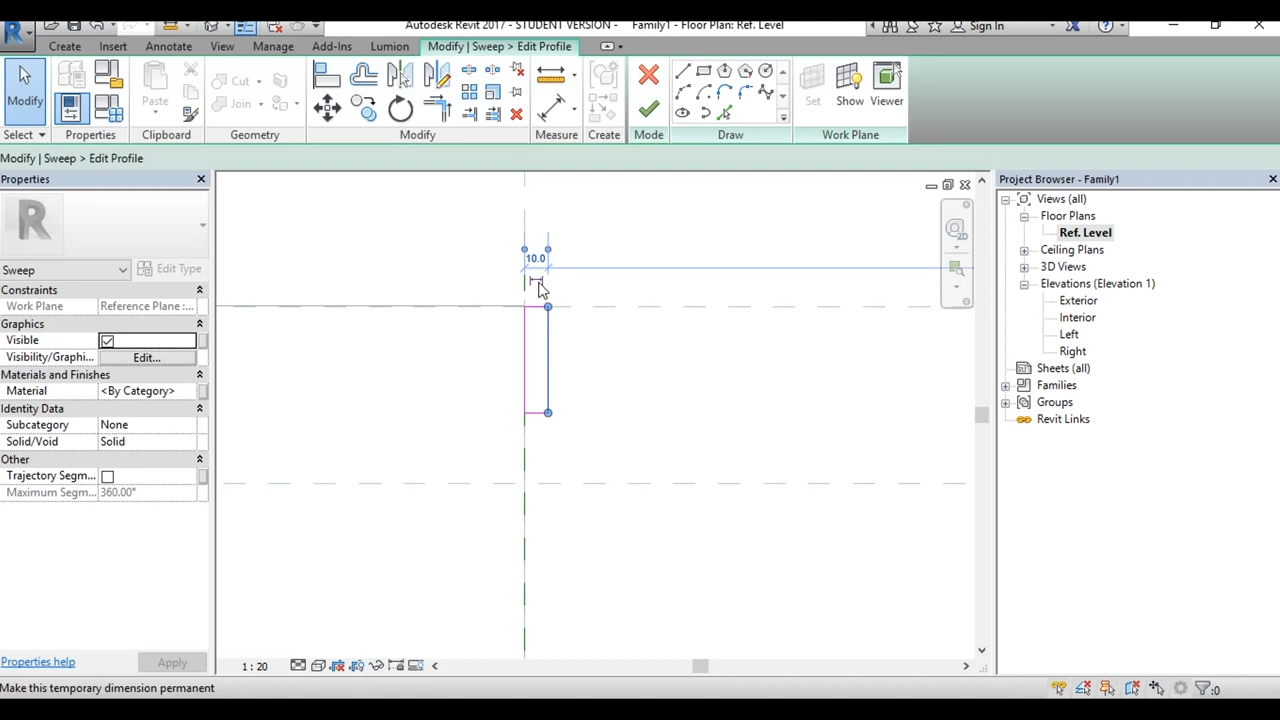 Autodesk Revit 2017 - STUDENT VERSION - Family1 - Floor Plan: Ref. Level
Sign In
Create Insert Annotate View Manage Add-Ins Lumion Modify | Sweep > Edit Profile
Modify
Paste
Cut
Join
Set Show Viewer
Select Properties Clipboard Geometry Modify Measure Create Mode Draw Work Plane
Modify | Sweep > Edit Profile
Properties
R
Sweep Edit Type
Constraints
Work Plane Reference Plane :...
Graphics
Visible
Visibility/Graphi... Edit...
Materials and Finishes
Material <By Category>
Identity Data
Subcategory None
Solid/Void Solid
Other
Trajectory Segm...
Maximum Segm... 360.00°
Properties help Apply
10.0
2D
1 : 20
Project Browser - Family1
Views (all)
Floor Plans
Ref. Level
Ceiling Plans
3D Views
Elevations (Elevation 1)
Exterior
Interior
Left
Right
Sheets (all)
Families
Groups
Revit Links
Make this temporary dimension permanent
:0